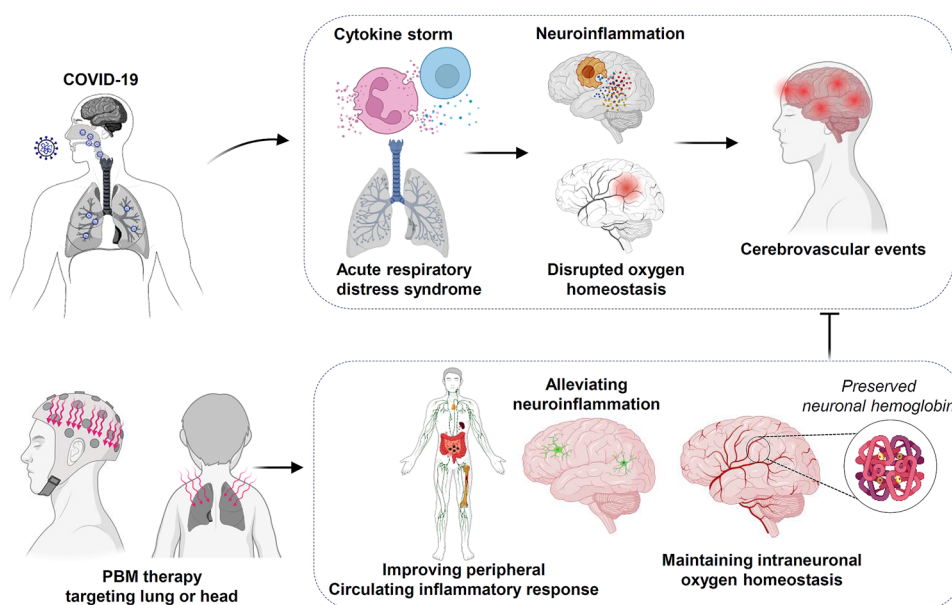 COVID-19
Cytokine storm
Neuroinflammation
Acute respiratory
distress syndrome
Disrupted oxygen
homeostasis
Cerebrovascular events
PBM therapy
targeting lung or head
Improving peripheral
Circulating inflammatory response
Alleviating
neuroinflammation
Preserved
neuronal hemoglobin
Maintaining intraneuronal
oxygen homeostasis